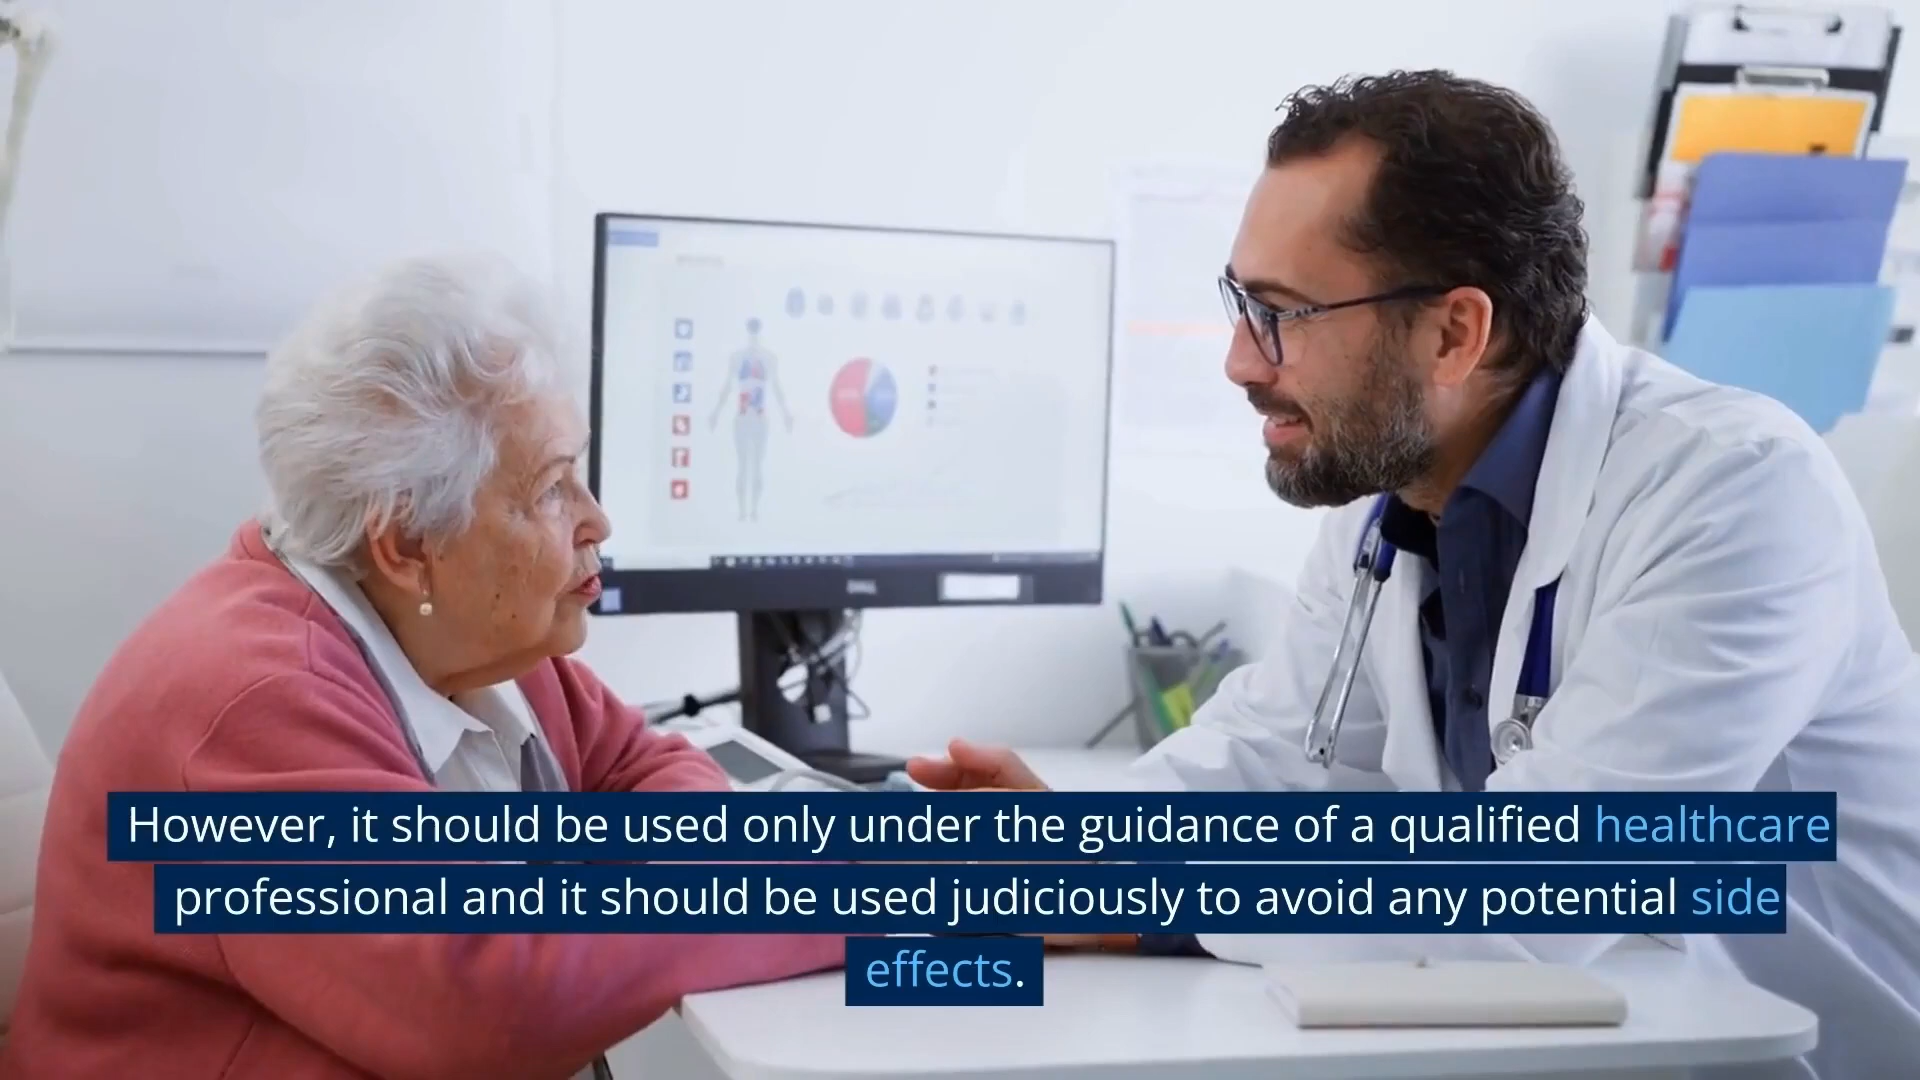 However, it should be used only under the guidance of a qualified healthcare
professional and it should be used judiciously to avoid any potential side
effects.
DELL